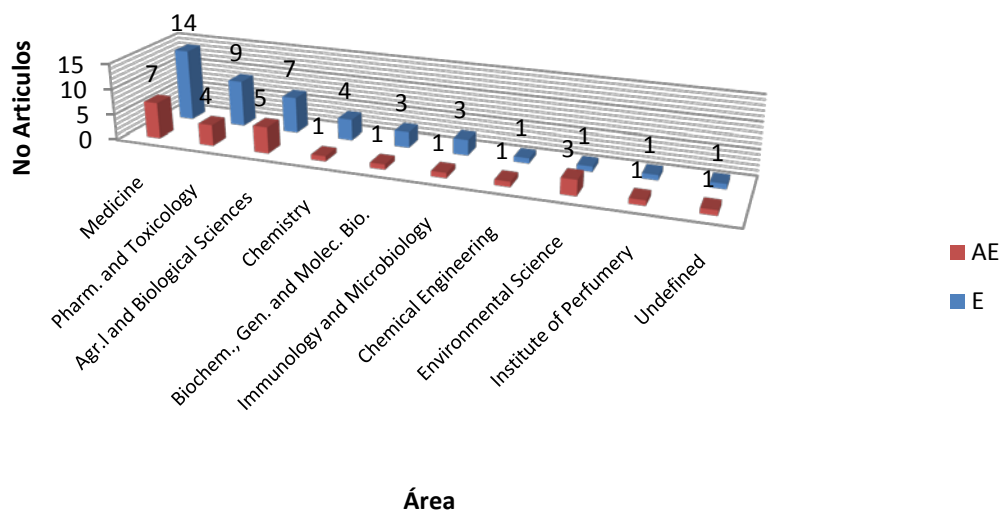 No Articulos
15
10
5
0
14
9
7
4
3
3
1
1
1
1
7
4
5
1
1
1
1
3
1
1
Medicine
Pharm. and Toxicology
Agr.l and Biological Sciences
Chemistry
Biochem., Gen. and Molec. Bio.
Immunology and Microbiology
Chemical Engineering
Environmental Science
Institute of Perfumery
Undefined
AE
E
Área